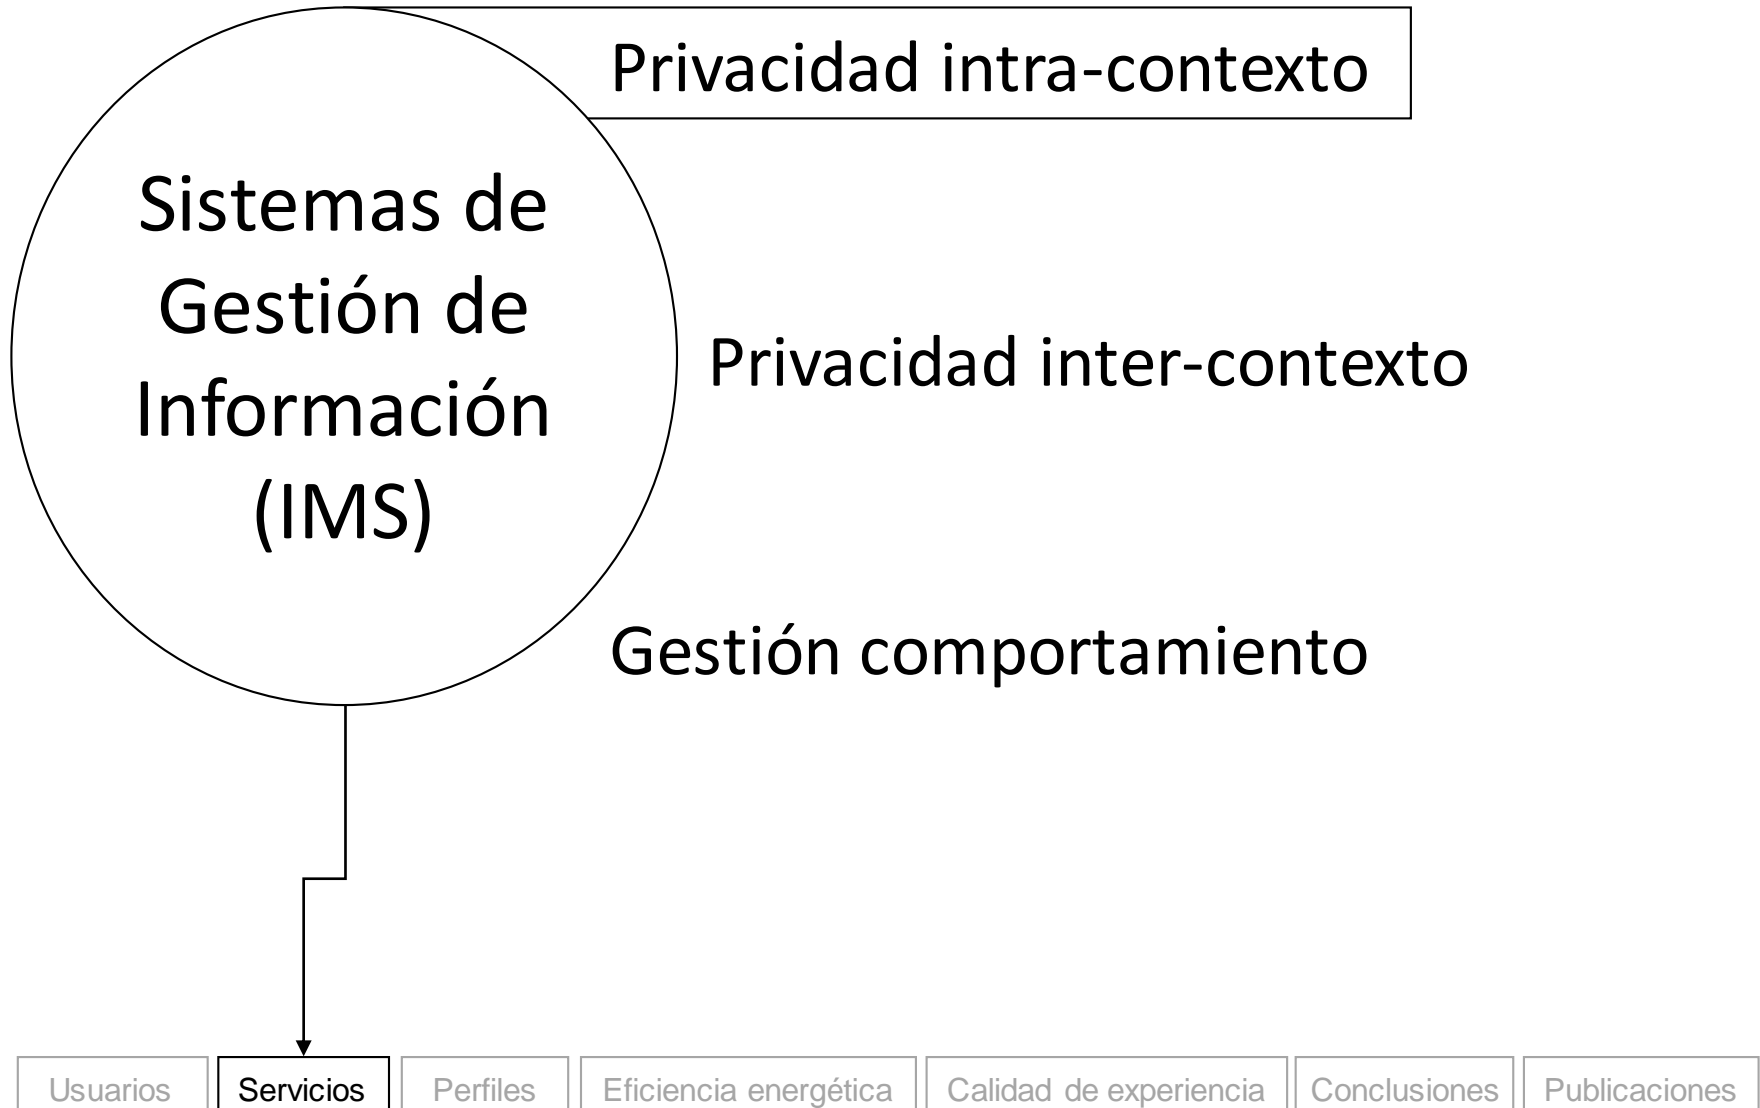 Privacidad intra-contexto
Sistemas de
Gestión de
Información
(IMS)
Privacidad inter-contexto
Gestión comportamiento
Usuarios
Servicios
Perfiles
Eficiencia energética
Calidad de experiencia
Conclusiones
Publicaciones